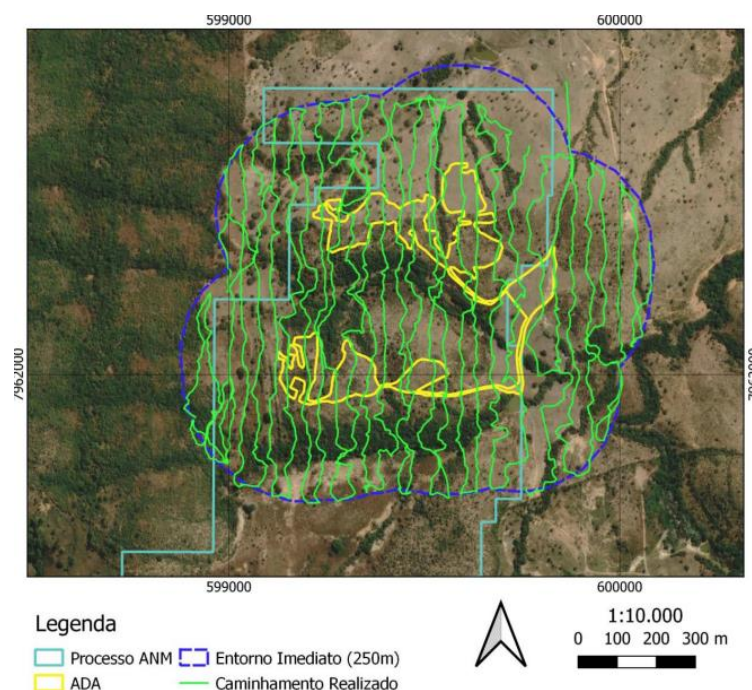 599000 600000
7962000 7962000
599000 600000
Legenda
Processo ANM Entorno Imediato (250m)
ADA Caminhamento Realizado
1:10.000
0 100 200 300 m